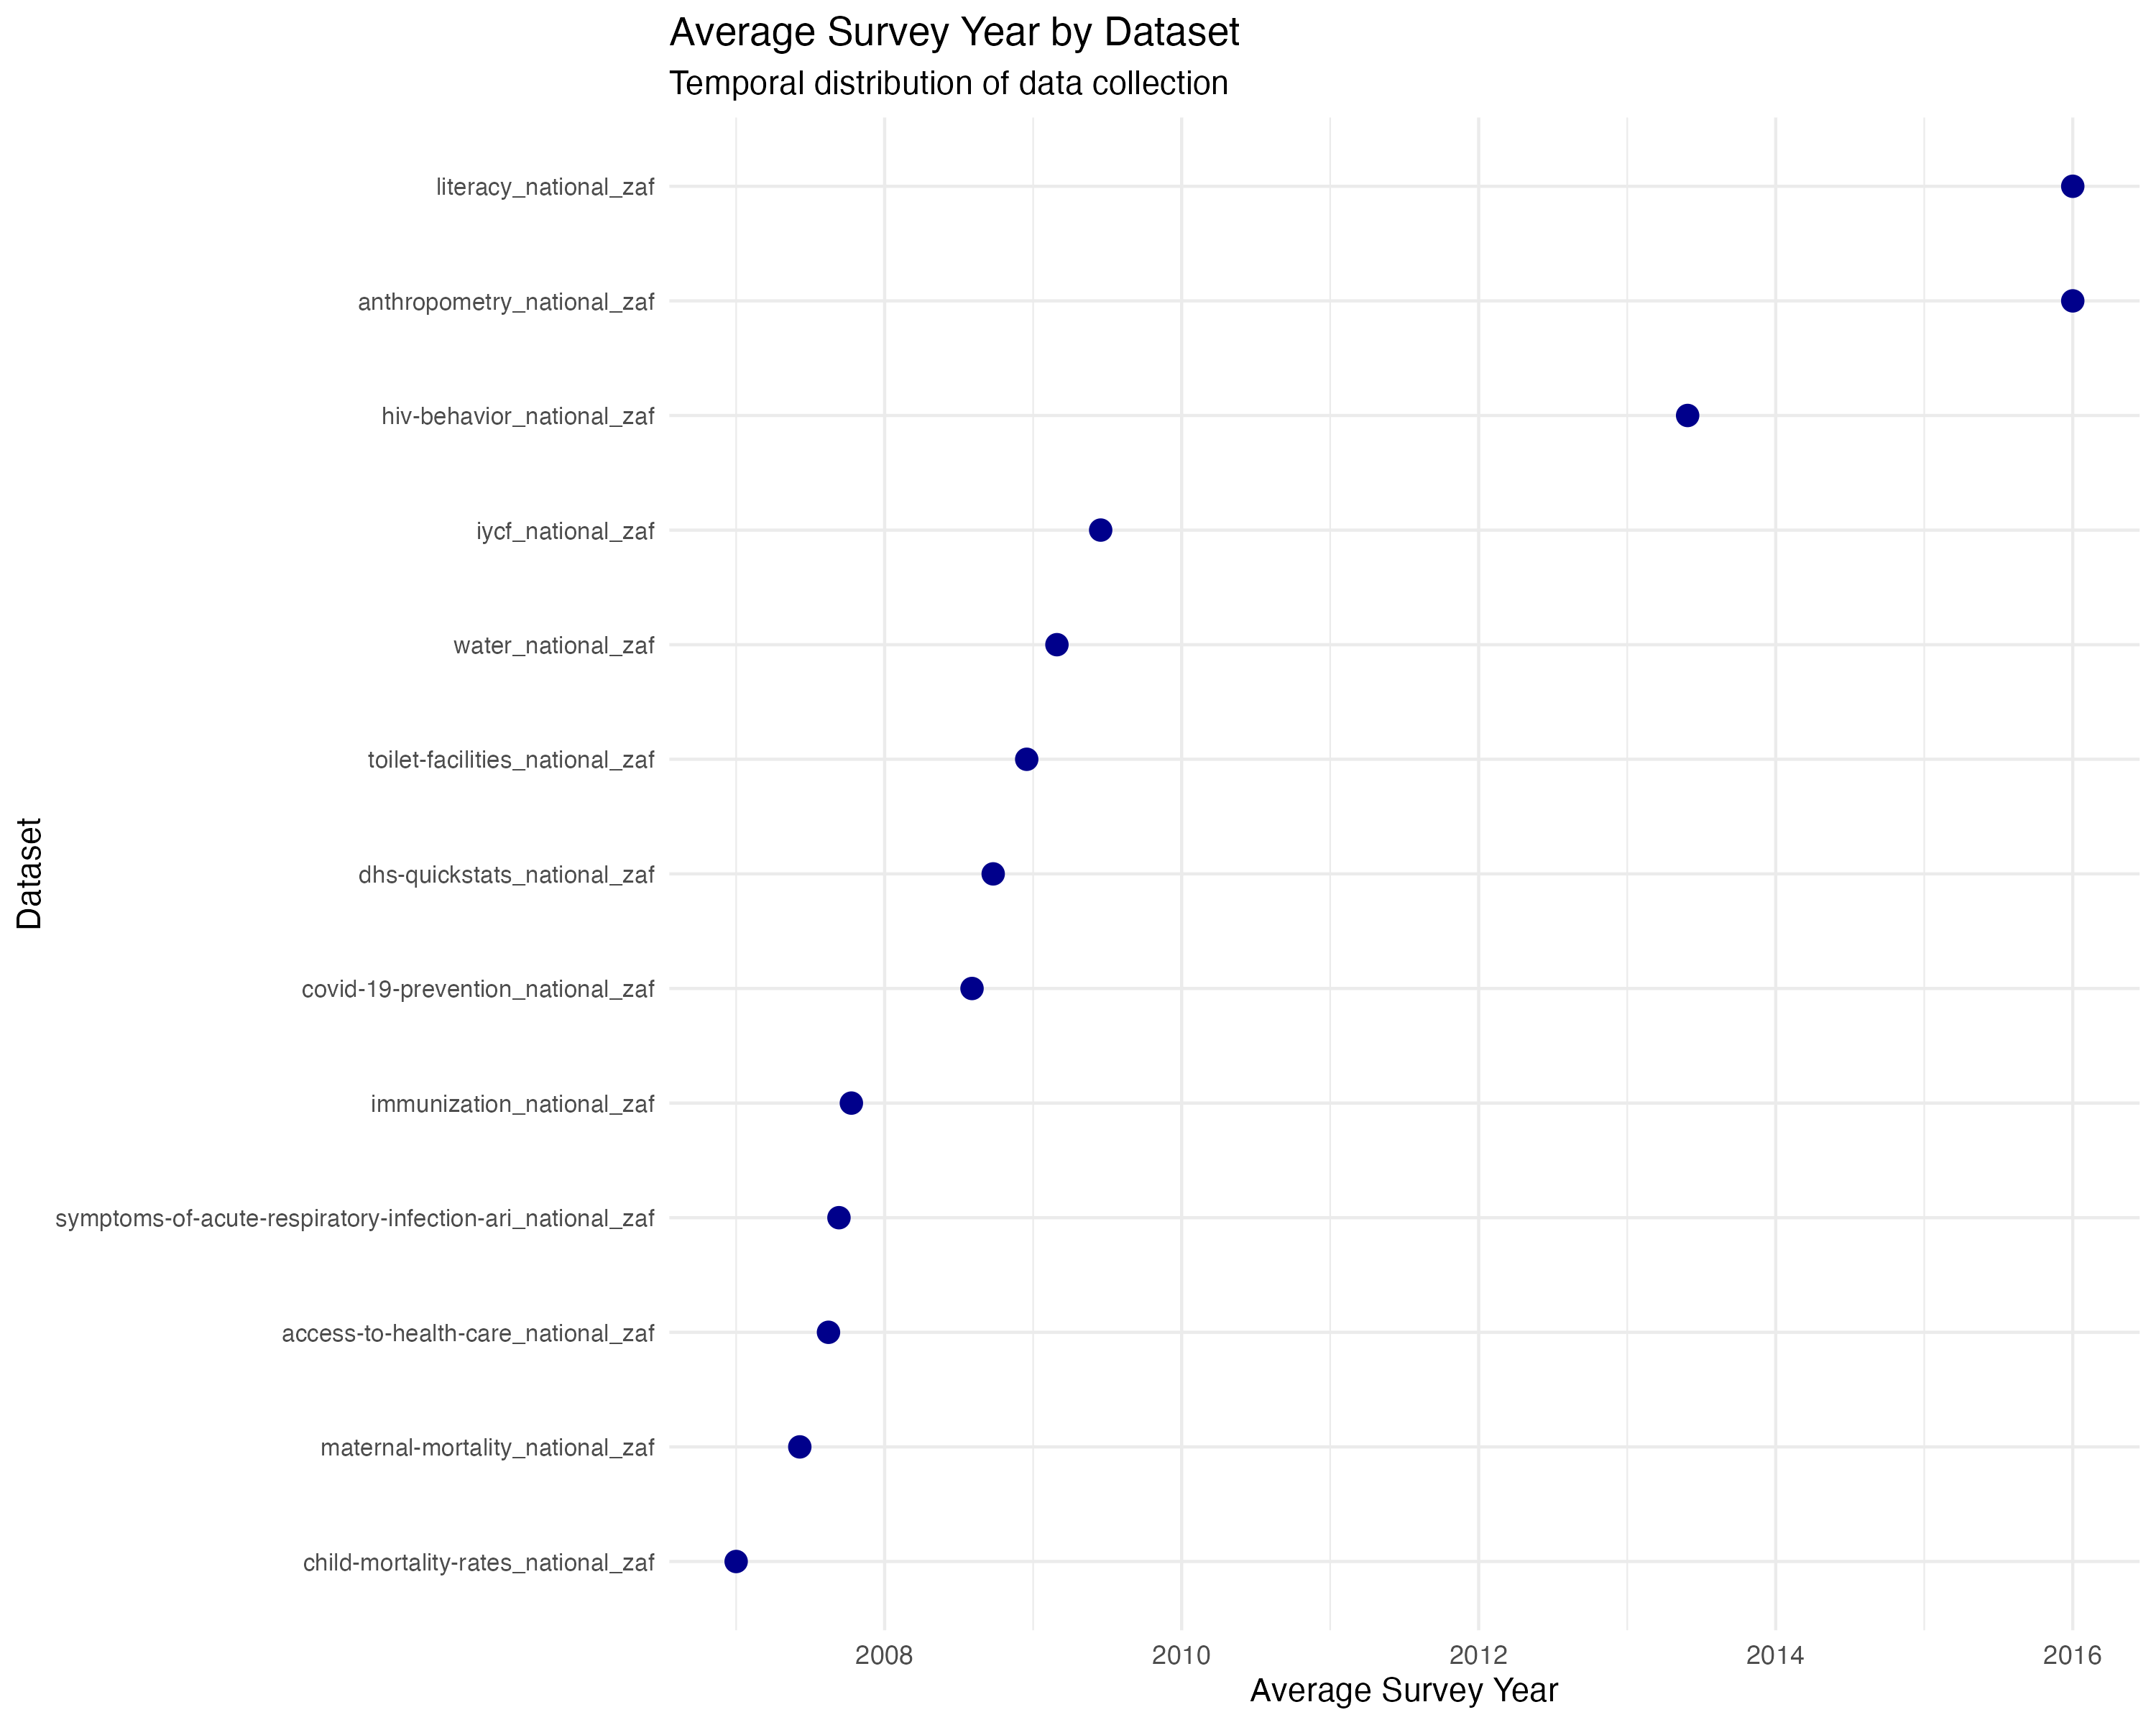 Average Survey Year by Dataset
Temporal distribution of data collection
literacy_national_zaf
anthropometry_national_zaf
hiv-behavior_national_zaf
iycf_national_zaf
water_national_zaf
toilet-facilities_national_zaf
dhs-quickstats_national_zaf
covid-19-prevention_national_zaf
immunization_national_zaf
symptoms-of-acute-respiratory-infection-ari_national_zaf
access-to-health-care_national_zaf
maternal-mortality_national_zaf
child-mortality-rates_national_zaf
Dataset
2008 2010 2012 2014 2016
Average Survey Year